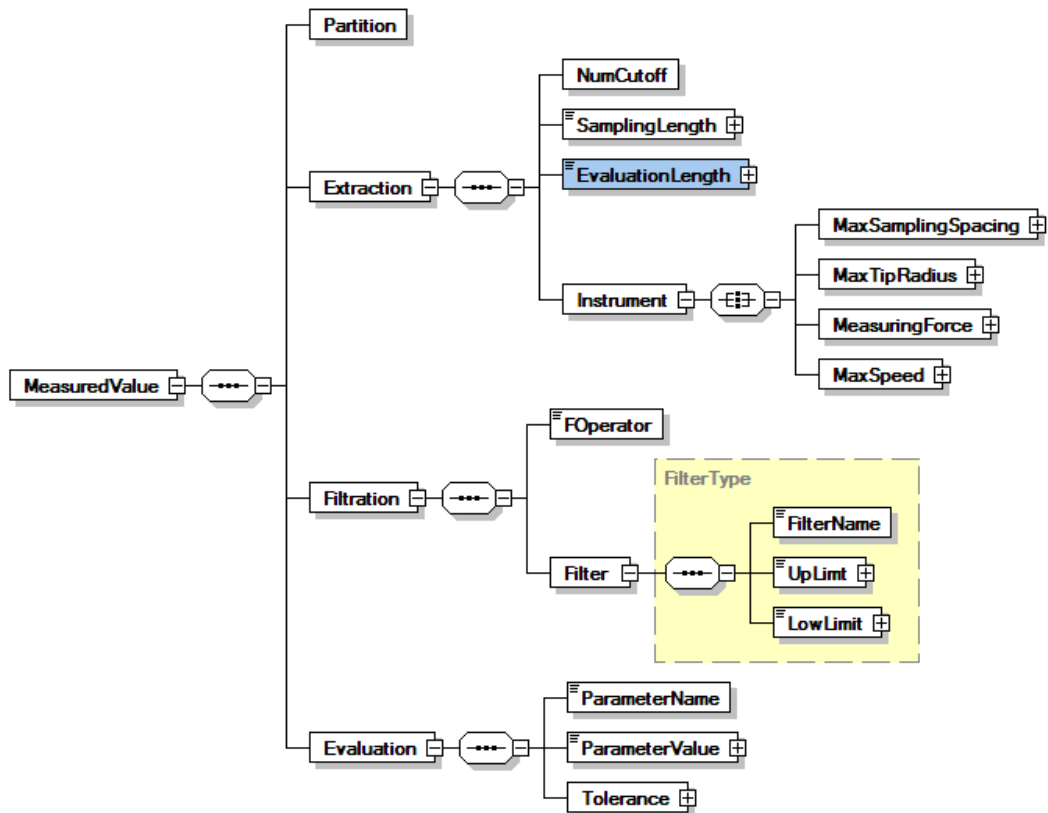 Partition
NumCutoff
SamplingLength
EvaluationLength
Extraction
MaxSamplingSpacing
MaxTipRadius
Instrument
MeasuringForce
MaxSpeed
MeasuredValue
FOperator
FilterType
Filtration
FilterName
Filter
UpLimt
LowLimit
ParameterName
Evaluation
ParameterValue
Tolerance